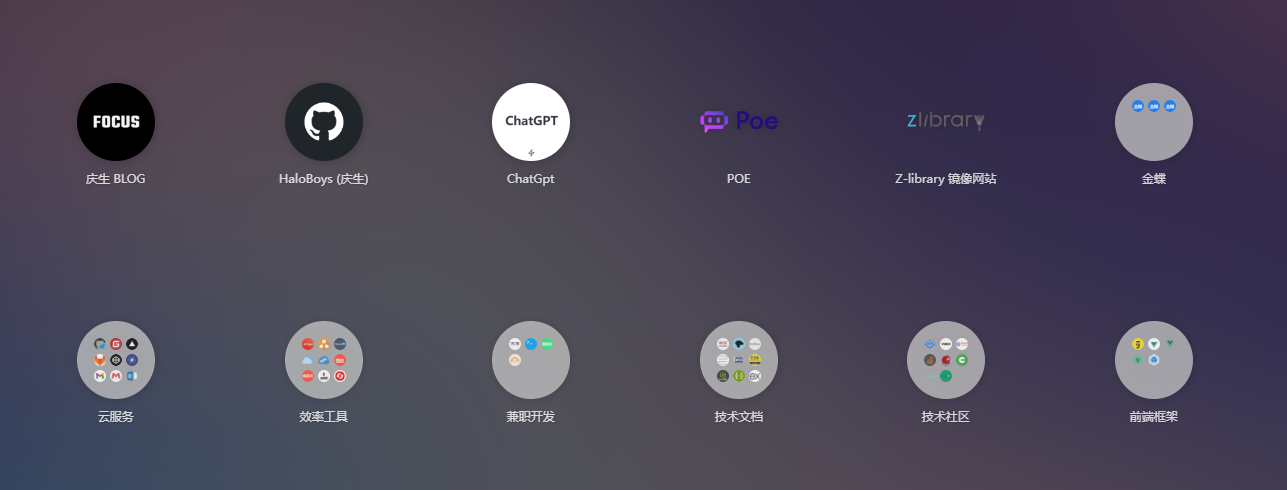 FOCUS
庆生 BLOG
HaloBoys (庆生)
ChatGPT
ChatGpt
Poe
POE
zlibrary
Z-library 镜像网站
金蝶
云服务
效率工具
兼职开发
技术文档
技术社区
前端框架